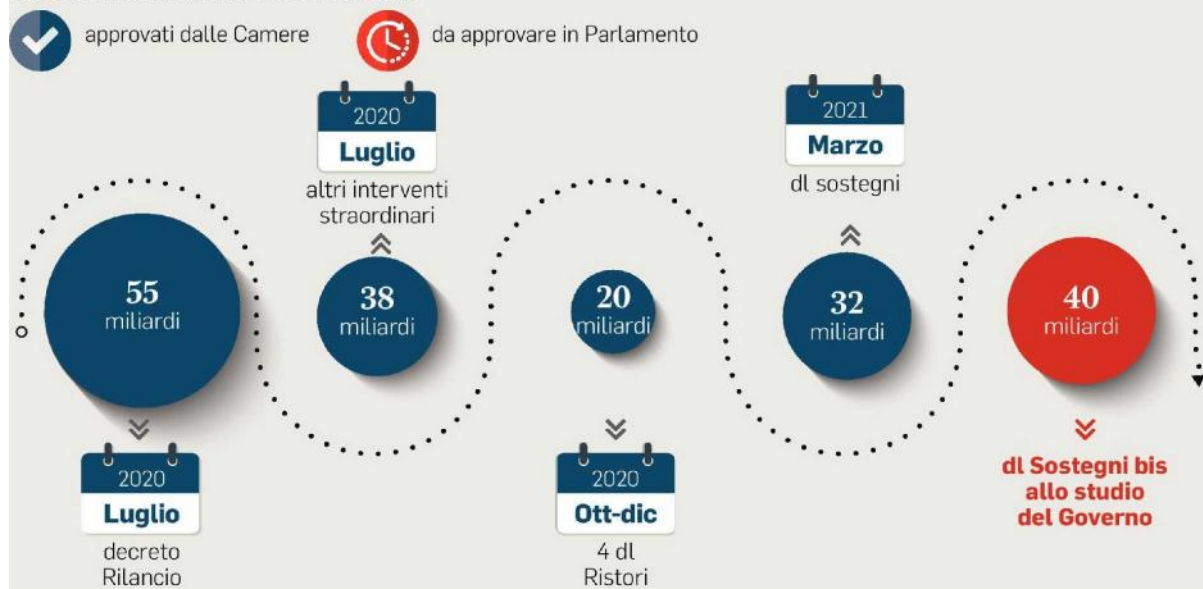 approvati dalle Camere
da approvare in Parlamento
2020
Luglio
altri interventi
straordinari
2021
Marzo
dl sostegni
55
miliardi
38
miliardi
20
miliardi
32
miliardi
40
miliardi
2020
Luglio
decreto
Rilancio
2020
Ott-dic
4 dl
Ristori
dl Sostegni bis
allo studio
del Governo